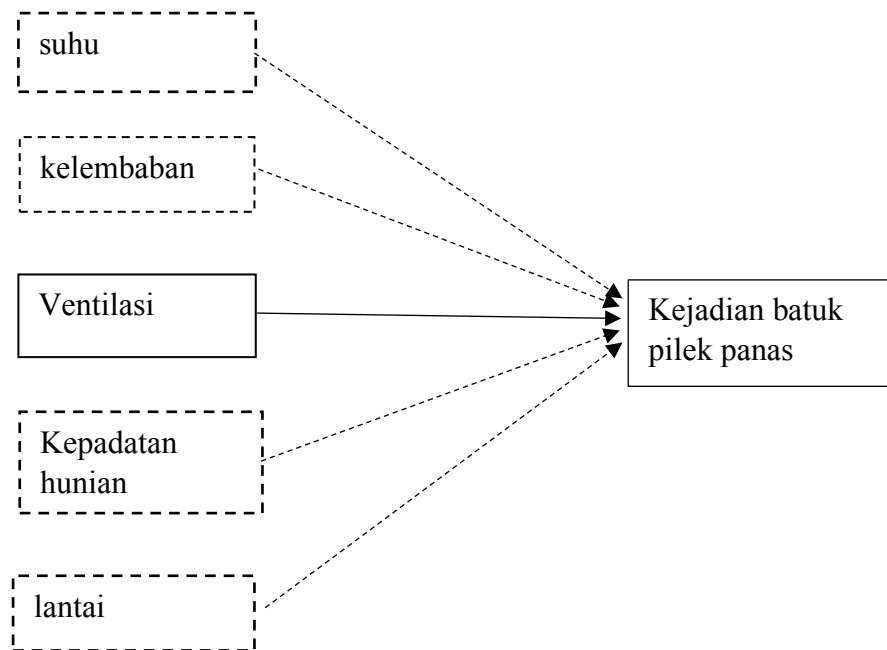 suhu
kelembaban
Ventilasi
Kejadian batuk
pilek panas
Kepadatan
hunian
lantai